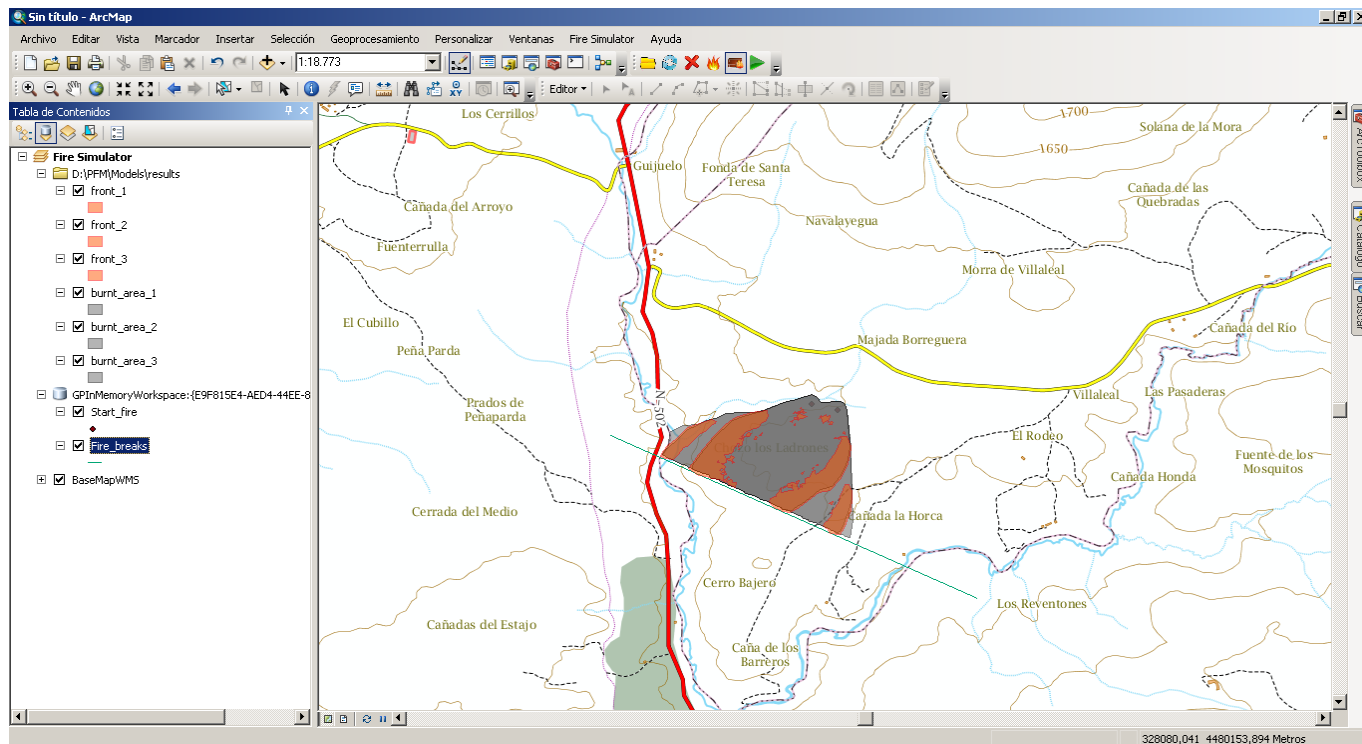 Sin título - ArcMap
Archivo Editar Vista Marcador Insertar Selección Geoprocesamiento Personalizar Ventanas Fire Simulator Ayuda
1:18.773
Editor
Tabla de Contenidos
Fire Simulator
D:\PFM\Models\results
front_1
front_2
front_3
burnt_area_1
burnt_area_2
burnt_area_3
GPInMemoryWorkspace:{E9F815E4-AED4-44EE-8
Start_fire
Fire_breaks
BaseMapWMS
Los Cerrillos
1700
Solana de la Mora
1650
Guijuelo
Fonda de Santa
Teresa
Cañada de las
Quebradas
Cañada del Arroyo
Navalayegua
Fuenterrulla
Morra de Villaleal
El Cubillo
Cañada del Río
Peña Parda
Majada Borreguera
Prados de
Peñaparda
N-502
Villaleal
Las Pasaderas
El Rodeo
Los Ladrones
Fuente de los
Mosquitos
Cañada Honda
Cerrada del Medio
Cañada la Horca
Cerro Bajero
Los Reventones
Cañadas del Estajo
Caña de los
Barreros
ArcToolbox
Catálogo
Buscar
328080,041 4480153,894 Metros